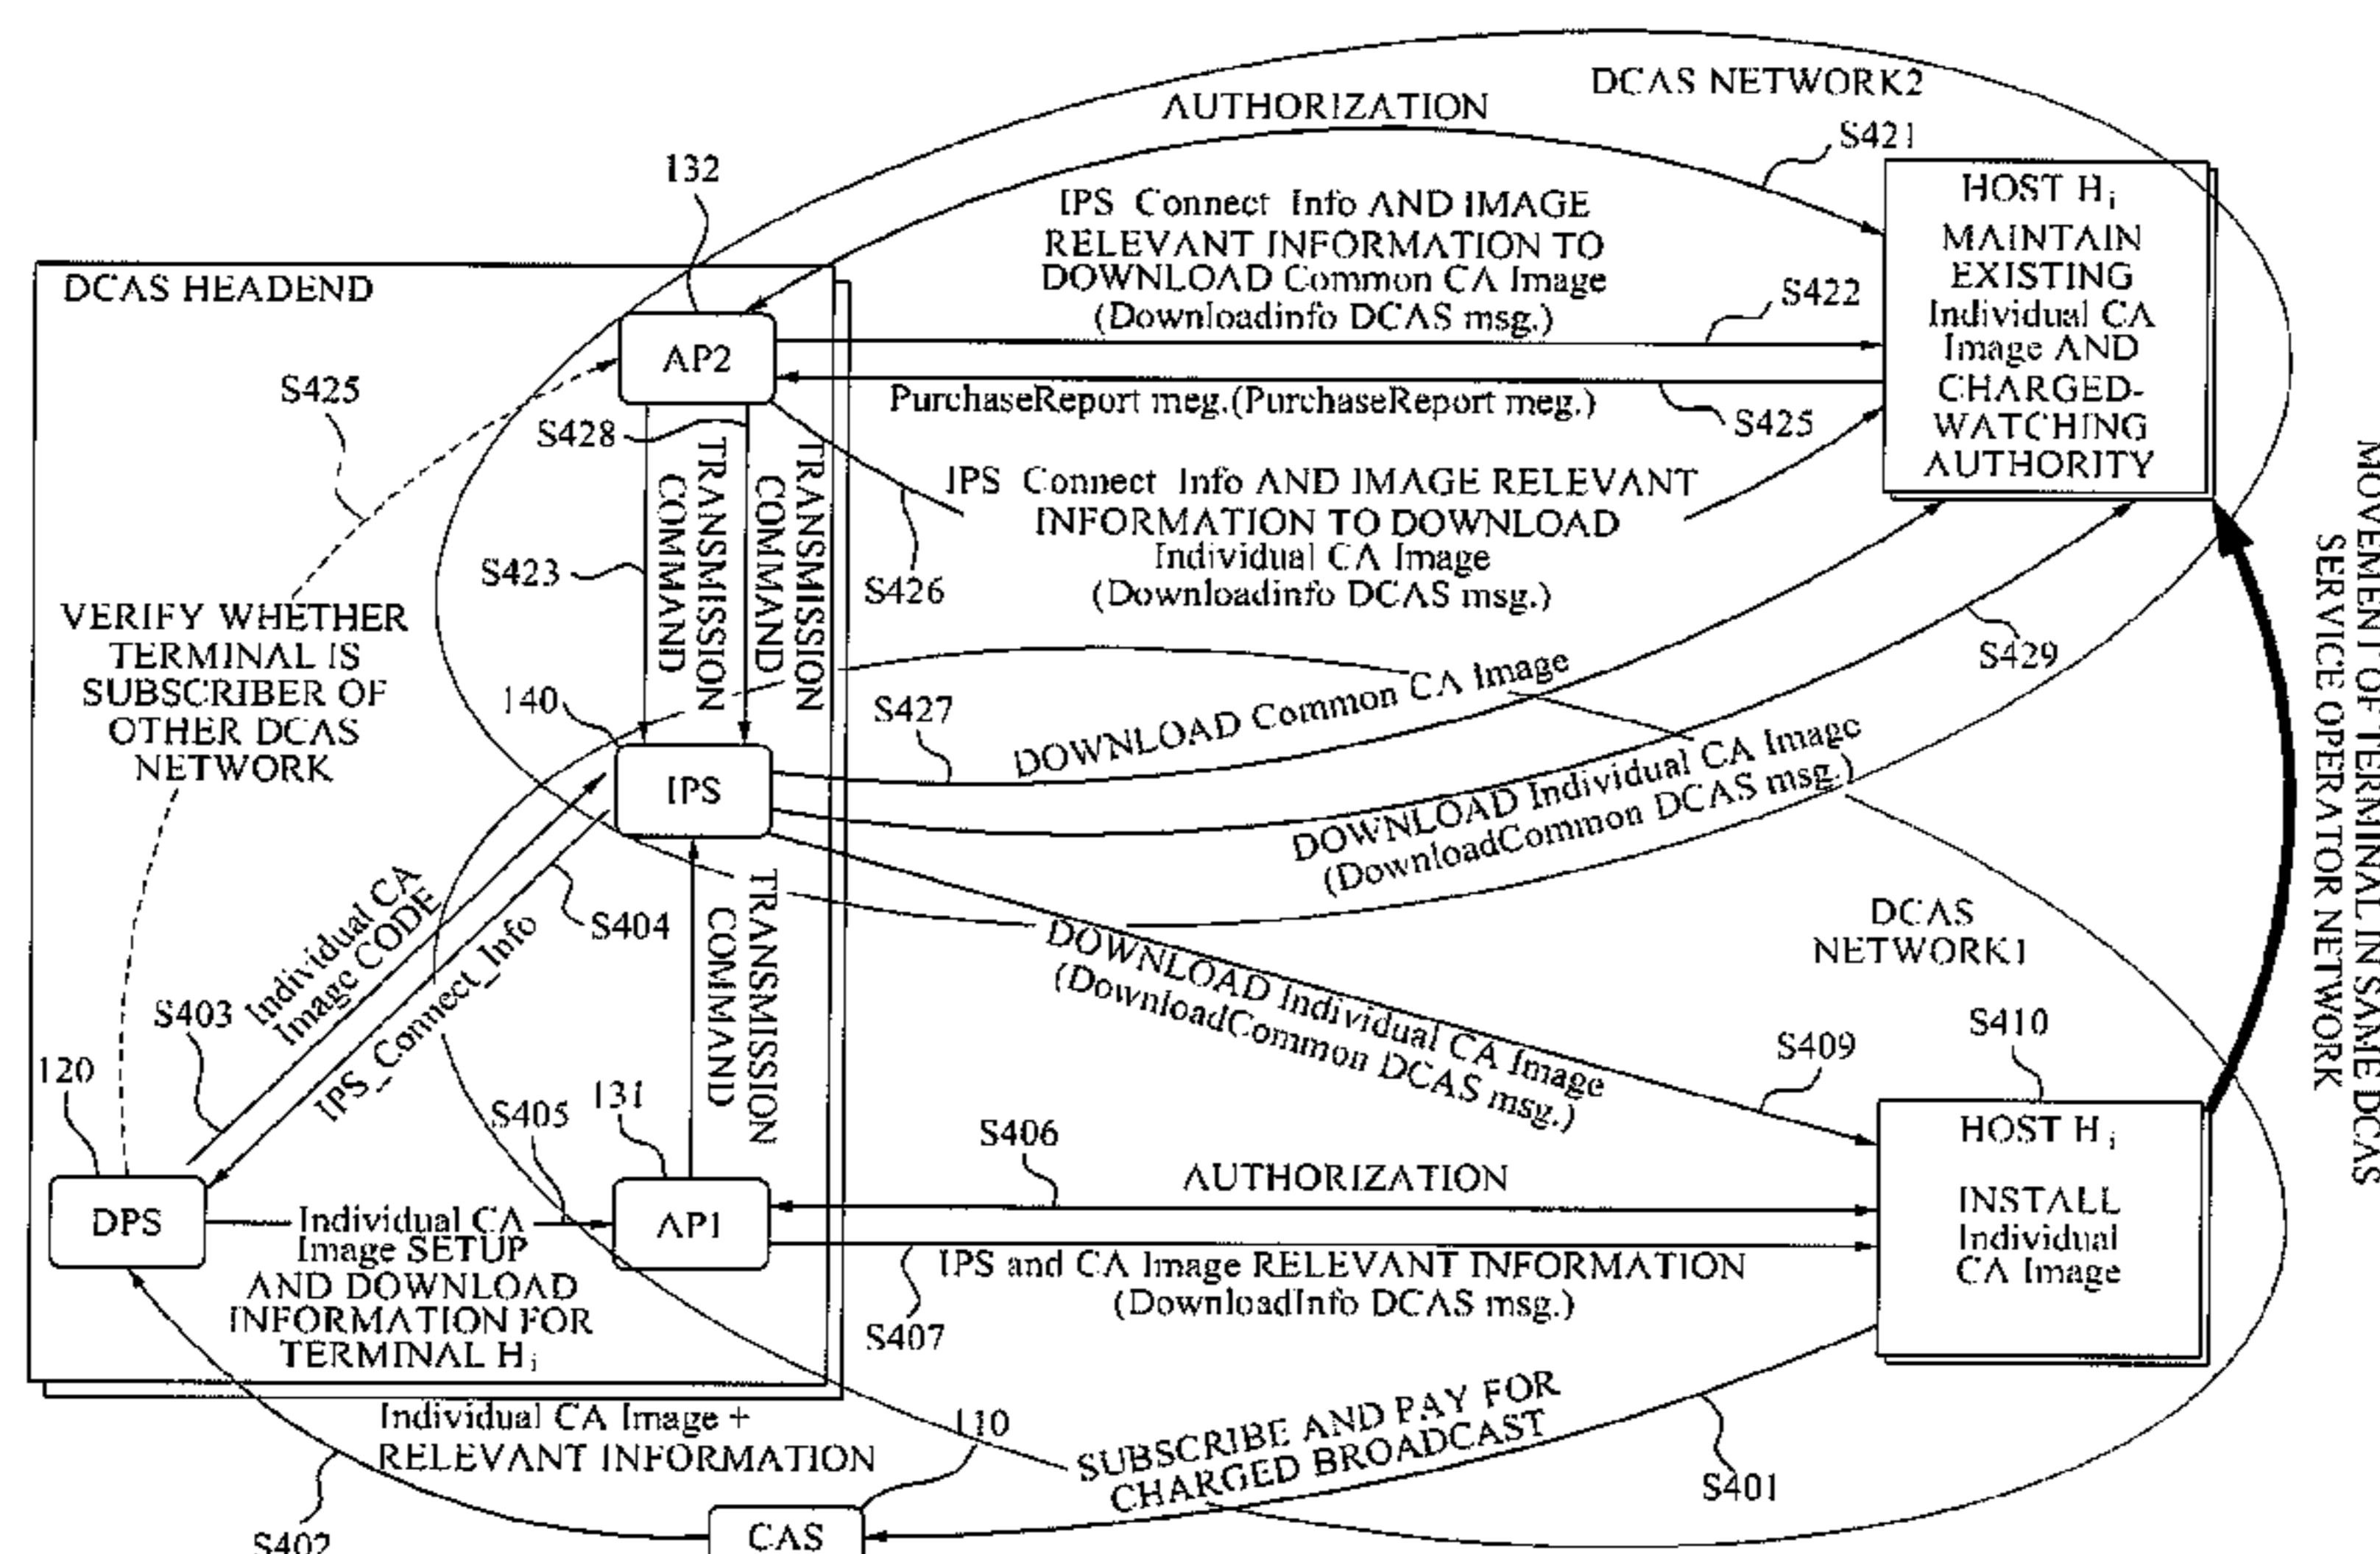 DCAS NETWORK2
AUTHORIZATION
S421
132
HOST Hi
MAINTAIN
EXISTING
Individual CA
Image AND
CHARGED-
WATCHING
AUTHORITY
IPS Connect Info AND IMAGE
RELEVANT INFORMATION TO
DOWNLOAD Common CA Image
(Downloadinfo DCAS msg.)
S422
DCAS HEADEND
AP2
S425
PurchaseReport meg.(PurchaseReport meg.)
S425
S428
TRANSMISSION
COMMAND
TRANSMISSION
COMMAND
S423
IPS Connect Info AND IMAGE RELEVANT
INFORMATION TO DOWNLOAD
Individual CA Image
(Downloadinfo DCAS msg.)
S426
VERIFY WHETHER
TERMINAL IS
SUBSCRIBER OF
OTHER DCAS
NETWORK
MOVEMENT OF TERMINAL IN SAME DCAS
SERVICE OPERATOR NETWORK
S429
140
IPS
S427
DOWNLOAD Common CA Image
DOWNLOAD Individual CA Image
(DownloadCommon DCAS msg.)
Individual CA
Image CODE
S404
IPS_Connect_Info
S403
TRANSMISSION
COMMAND
DOWNLOAD Individual CA Image
(DownloadCommon DCAS msg.)
DCAS
NETWORK1
S409
S410
120
DPS
S405
131
AP1
S406
AUTHORIZATION
HOST Hi
INSTALL
Individual
CA Image
Individual CA
Image SETUP
AND DOWNLOAD
INFORMATION FOR
TERMINAL Hi
IPS and CA Image RELEVANT INFORMATION
(DownloadInfo DCAS msg.)
S407
Individual CA Image +
RELEVANT INFORMATION
110
SUBSCRIBE AND PAY FOR
CHARGED BROADCAST
S401
S402
CAS